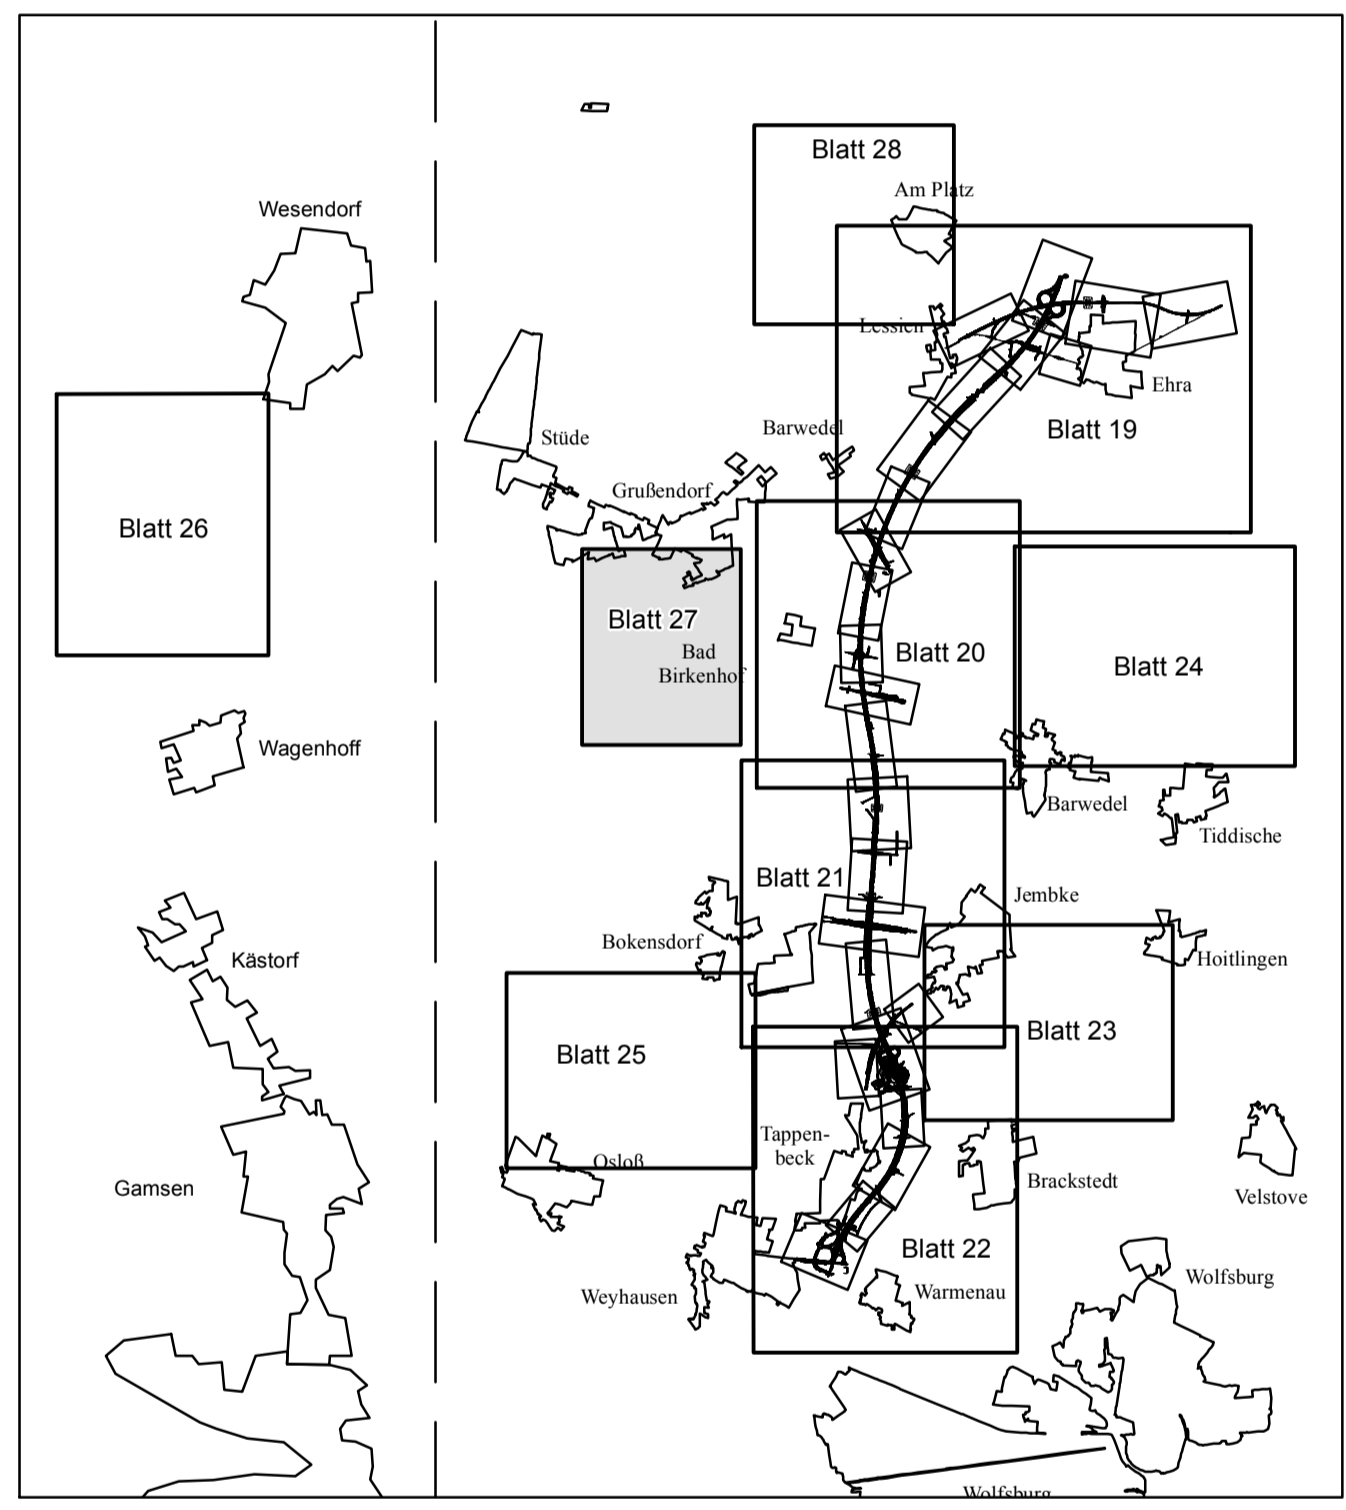 Blatt 28
Am Platz
Wesendorf
Lessien
Ehra
Barwedel
Blatt 19
Stüde
Grußendorf
Blatt 26
Blatt 27
Bad
Birkenhof
Blatt 20
Blatt 24
Wagenhoff
Barwedel
Tiddische
Blatt 21
Jembke
Bokensdorf
Kästorf
Hoitlingen
Blatt 23
Blatt 25
Tappen-
beck
Osloß
Gamsen
Brackstedt
Velstove
Blatt 22
Wolfsburg
Weyhausen
Warmenau
Wolfsburg